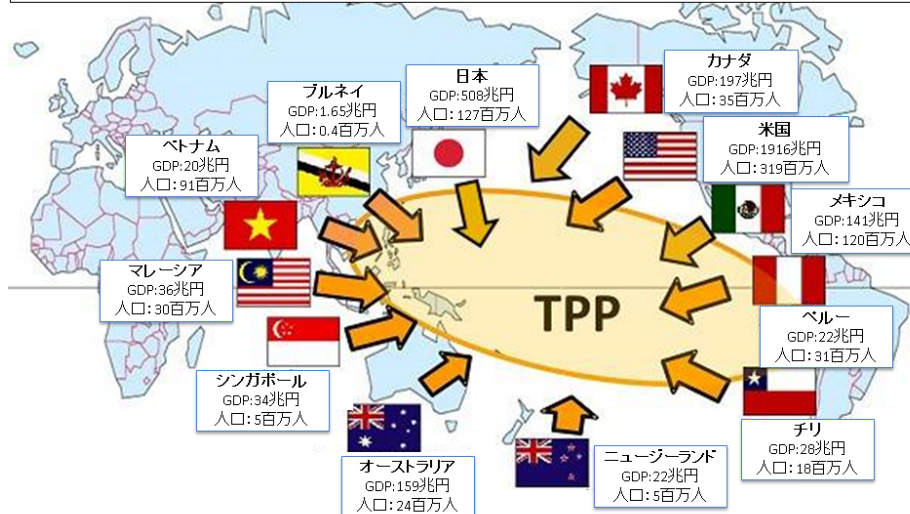 カナダ
GDP:197兆円
人口:35百万人
日本
GDP:508兆円
人口:127百万人
ブルネイ
GDP:1.65兆円
人口:0.4百万人
米国
GDP:1916兆円
人口:319百万人
ベトナム
GDP:20兆円
人口:91百万人
メキシコ
GDP:141兆円
人口:120百万人
マレーシア
GDP:36兆円
人口:30百万人
TPP
ペルー
GDP:22兆円
人口:31百万人
シンガポール
GDP:34兆円
人口:5百万人
チリ
GDP:28兆円
人口:18百万人
ニュージーランド
GDP:22兆円
人口:5百万人
オーストラリア
GDP:159兆円
人口:24百万人